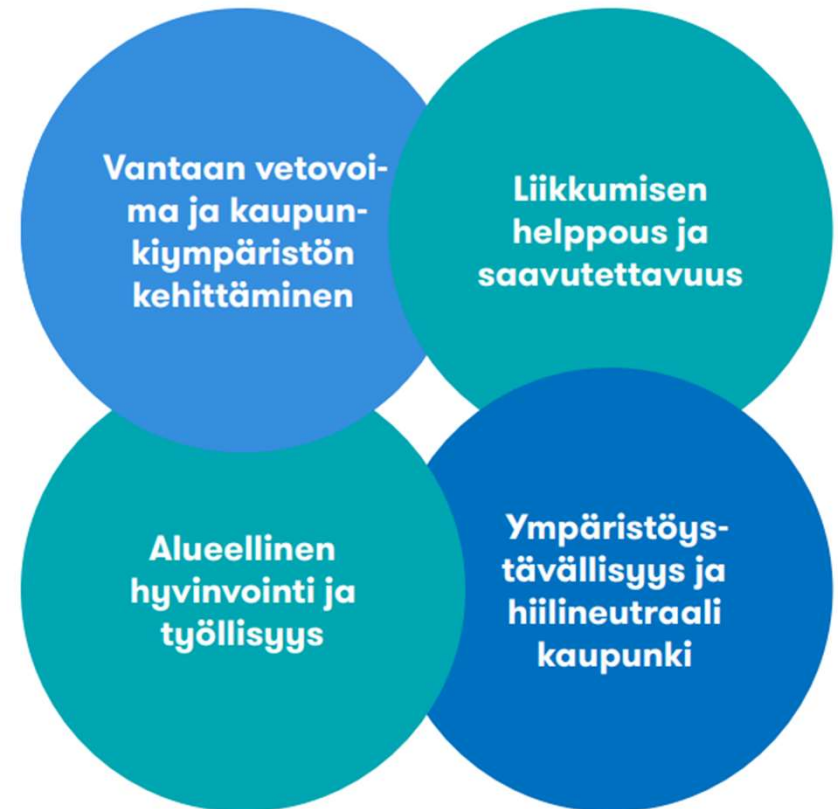 Vantaan vetovoi-
ma ja kaupun-
kiympäristön
kehittäminen
Liikkumisen
helppous ja
saavutettavuus
Alueellinen
hyvinvointi ja
työllisyys
Ympäristöys-
tävällisyys ja
hiilineutraali
kaupunki